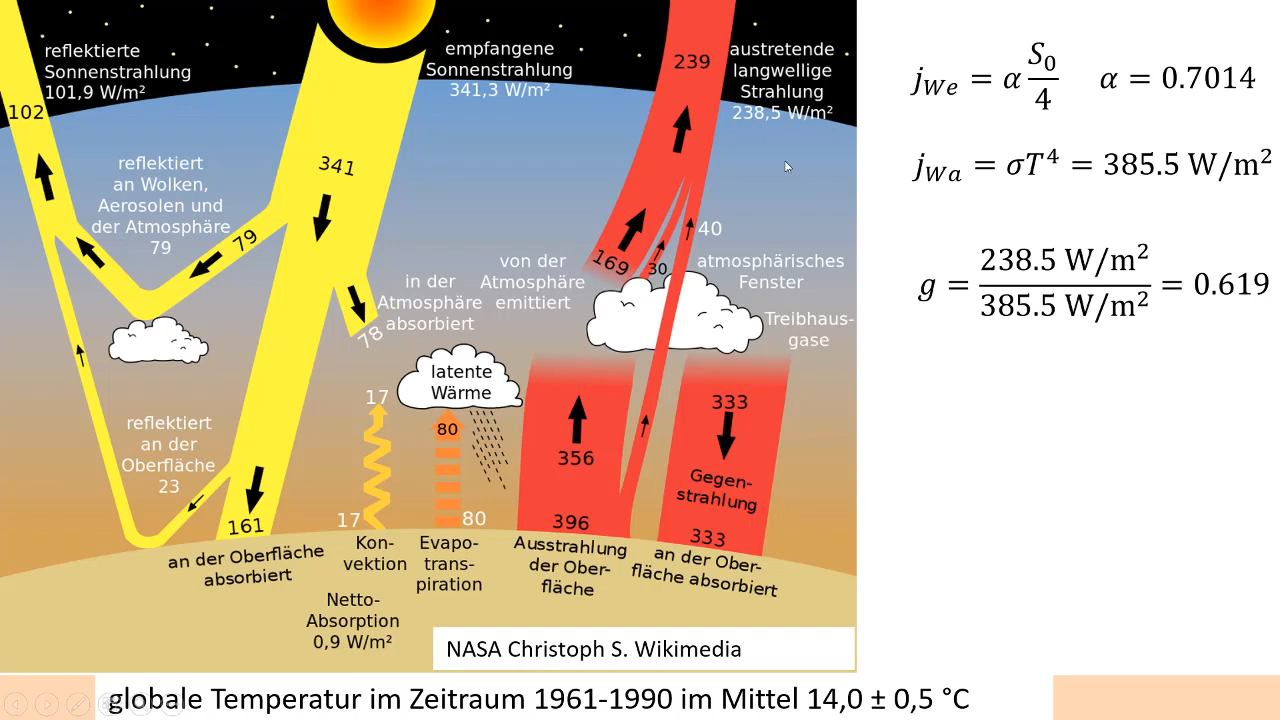 reflektierte
Sonnenstrahlung
101,9 W/m²
102
empfangene
Sonnenstrahlung
341,3 W/m²
239
austretende
langwellige
Strahlung
238,5 W/m²
341
reflektiert
an Wolken,
Aerosolen und
der Atmosphäre
79
79
in der
Atmosphäre
absorbiert
78
von der
Atmosphäre
emittiert
169
30
40
atmosphärisches
Fenster
Treibhaus-
gase
latente
Wärme
17
80
356
333
Gegen-
strahlung
reflektiert
an der
Oberfläche
23
161
an der Oberfläche
absorbiert
17
Kon-
vektion
80
Evapo-
trans-
piration
396
Ausstrahlung
der Ober-
fläche
333
an der Ober-
fläche absorbiert
Netto-
Absorption
0,9 W/m²
NASA Christoph S. Wikimedia
j_We = α S₀/4 α = 0.7014
j_Wa = σT⁴ = 385.5 W/m²
g = 238.5 W/m² / 385.5 W/m² = 0.619
globale Temperatur im Zeitraum 1961-1990 im Mittel 14,0 ± 0,5 °C